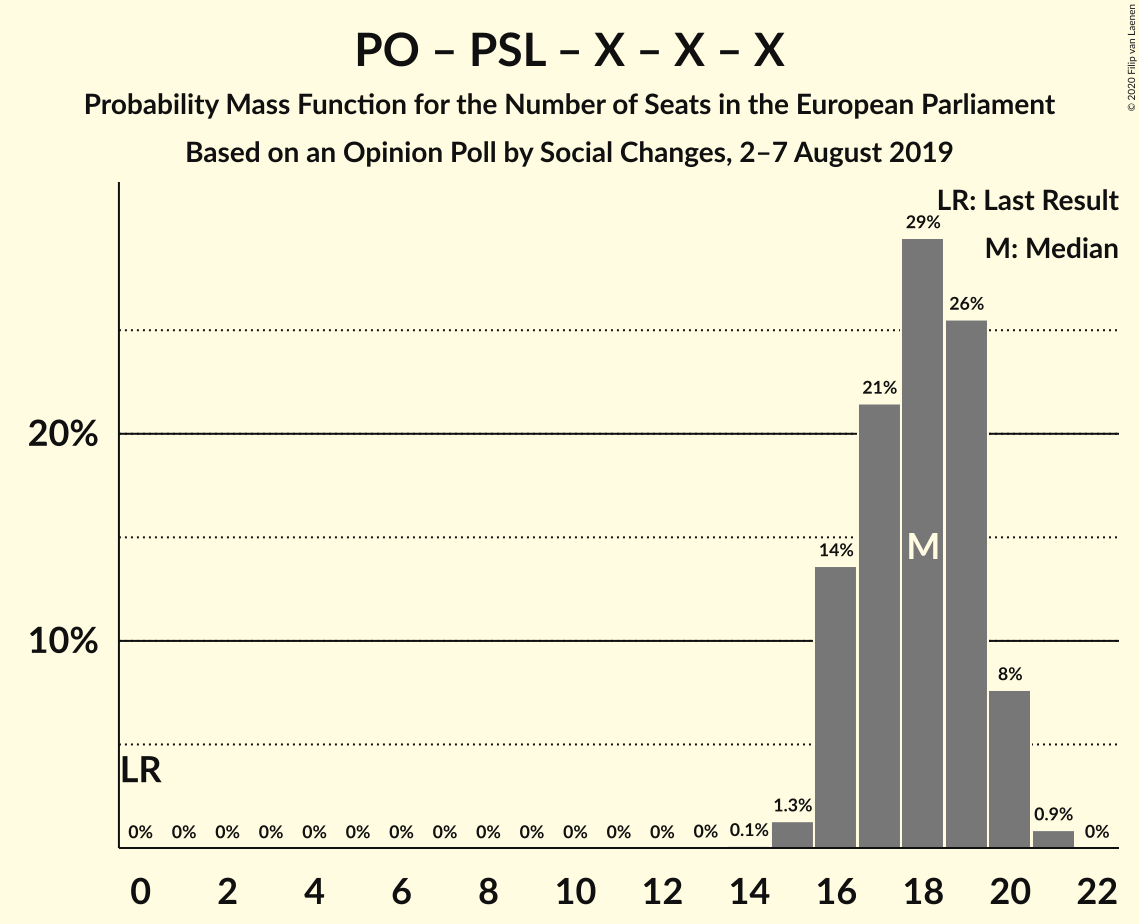 PO – PSL – X – X – X
Probability Mass Function for the Number of Seats in the European Parliament
Based on an Opinion Poll by Social Changes, 2–7 August 2019
© 2020 Filip van Laenen
LR: Last Result
M: Median
29%
26%
21%
20%
14%
M
10%
8%
LR
0% 0% 0% 0% 0% 0% 0% 0% 0% 0% 0% 0% 0% 0% 0.1% 1.3% 0.9% 0%
0 2 4 6 8 10 12 14 16 18 20 22